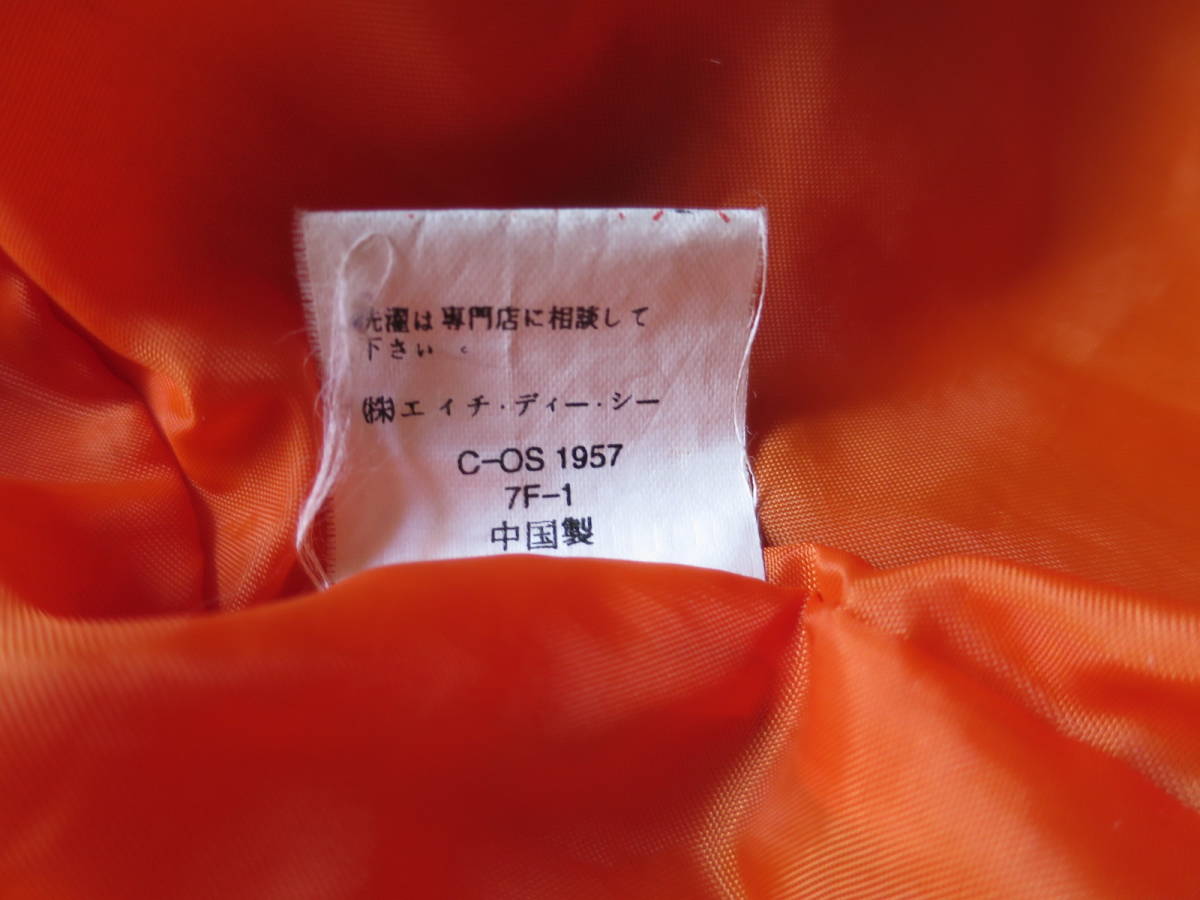 洗濯は専門店に相談して
下さい。
㈱エイチ・ディー・シー
C-OS 1957
7F-1
中国製